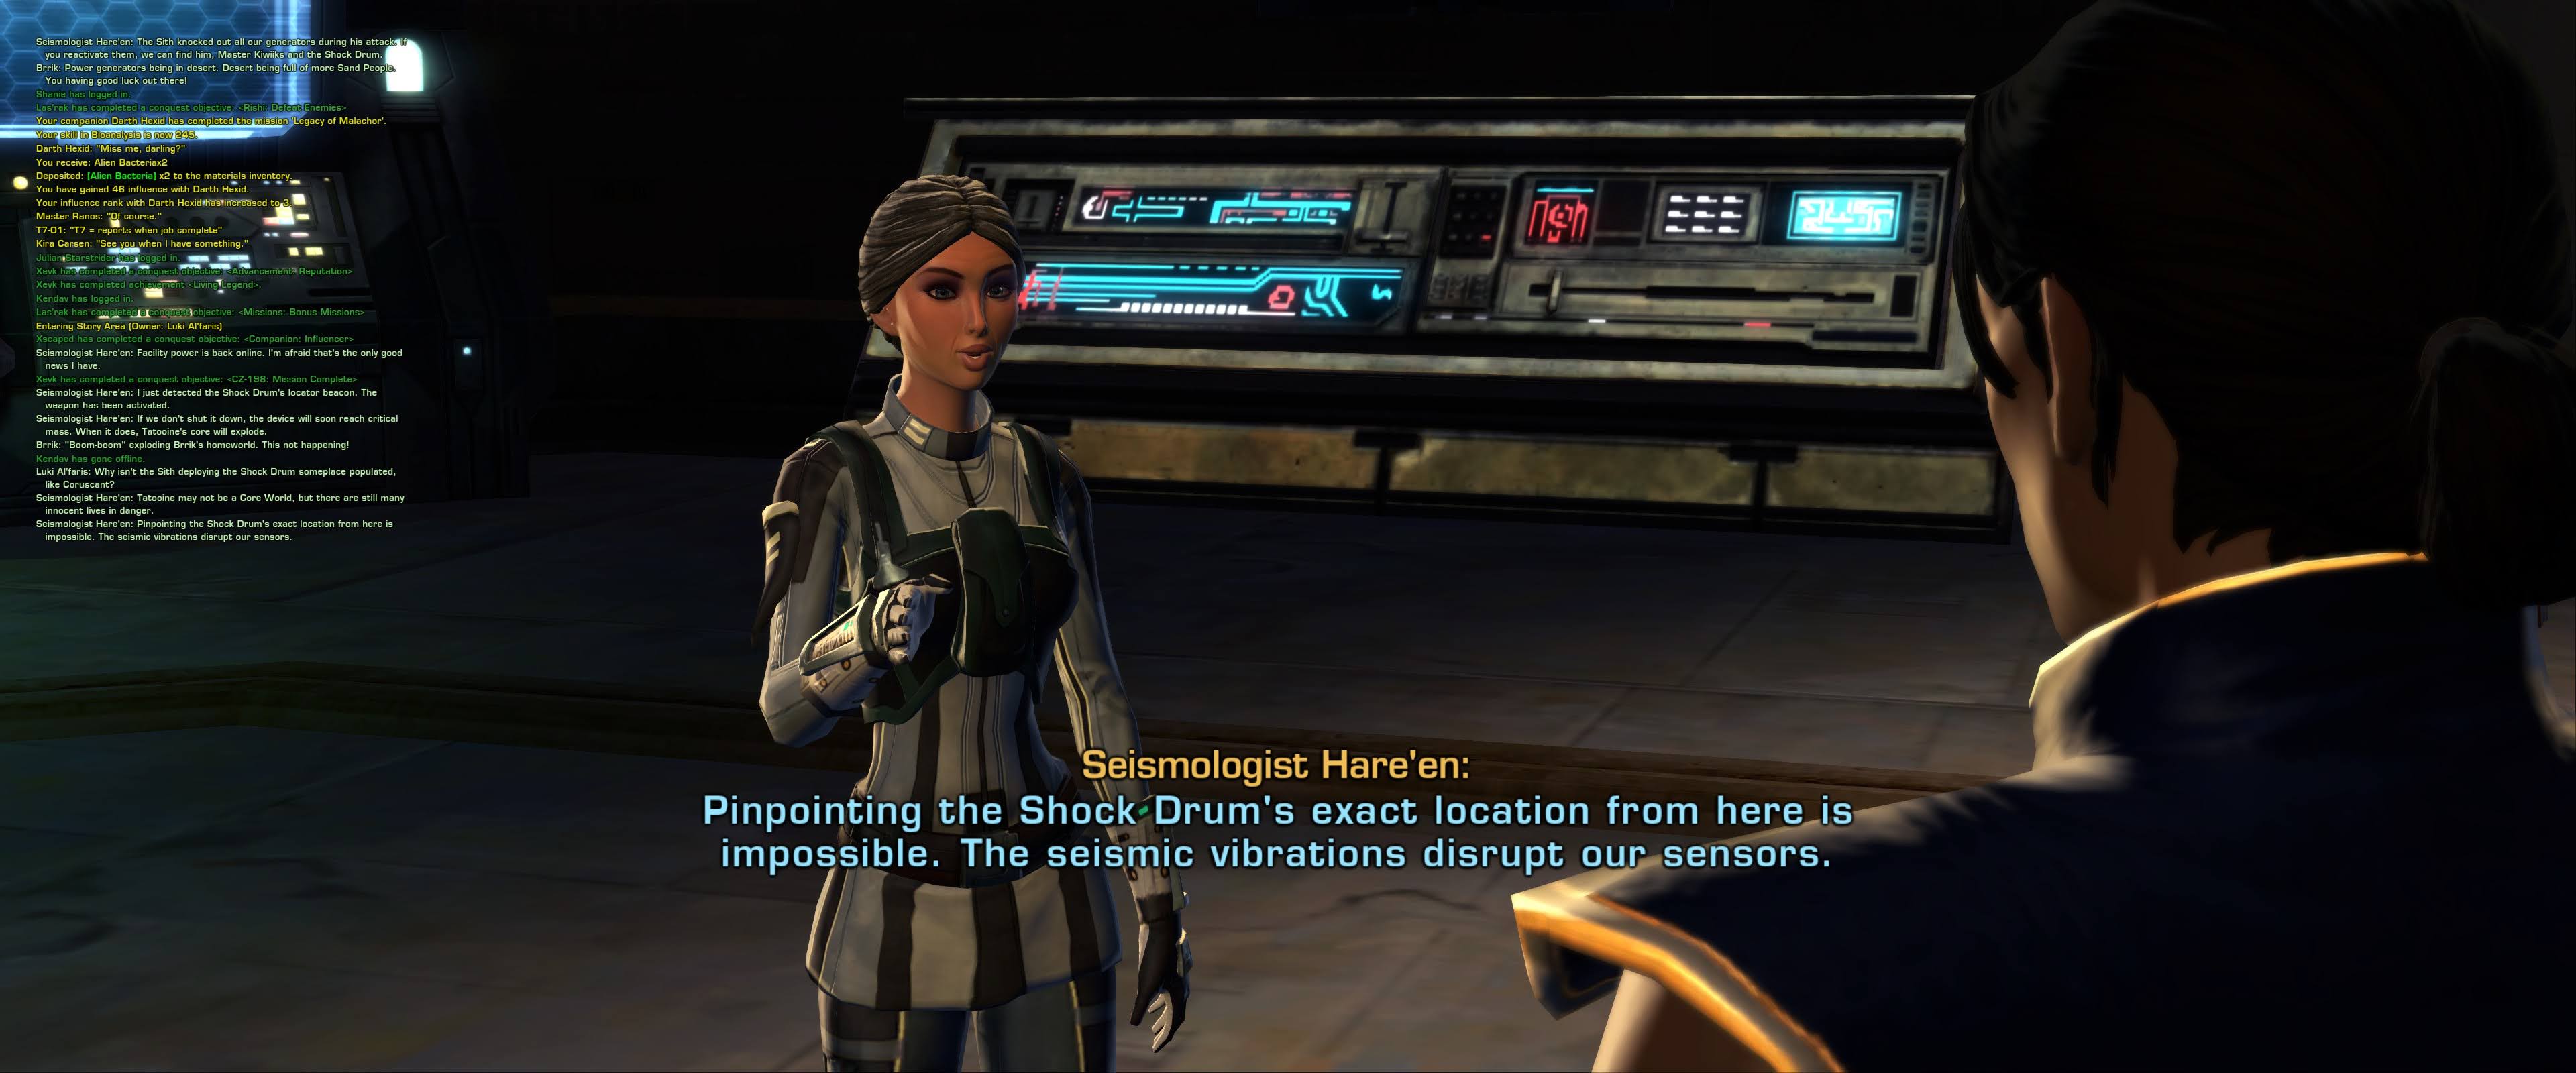 Seismologist Hare'en: The Sith knocked out all our generators during his attack. If
you reactivate them, we can find him, Master Kiwiiks and the Shock Drum.
Brrik: Power generators being in desert. Desert being full of more Sand People.
You having good luck out there!
Shanie has logged in.
Las'rak has completed a conquest objective: <Rishi: Defeat Enemies>
Your companion Darth Hexid has completed the mission 'Legacy of Malachor'.
Your skill in Bioanalysis is now 245.
Darth Hexid: "Miss me, darling?"
You receive: Alien Bacteriax2
Deposited: [Alien Bacteria] x2 to the materials inventory.
You have gained 46 influence with Darth Hexid.
Your influence rank with Darth Hexid has increased to 3.
Master Ranos: "Of course."
T7-01: "T7 = reports when job complete"
Kira Carsen: "See you when I have something."
Julian Starstrider has logged in.
Xevk has completed a conquest objective: <Advancement: Reputation>
Xevk has completed achievement <Living Legend>.
Kendav has logged in.
Las'rak has completed a conquest objective: <Missions: Bonus Missions>
Entering Story Area (Owner: Luki Al'faris)
Xscaped has completed a conquest objective: <Companion: Influencer>
Seismologist Hare'en: Facility power is back online. I'm afraid that's the only good
news I have.
Xevk has completed a conquest objective: <CZ-198: Mission Complete>
Seismologist Hare'en: I just detected the Shock Drum's locator beacon. The
weapon has been activated.
Seismologist Hare'en: If we don't shut it down, the device will soon reach critical
mass. When it does, Tatooine's core will explode.
Brrik: "Boom-boom" exploding Brrik's homeworld. This not happening!
Kendav has gone offline.
Luki Al'faris: Why isn't the Sith deploying the Shock Drum someplace populated,
like Coruscant?
Seismologist Hare'en: Tatooine may not be a Core World, but there are still many
innocent lives in danger.
Seismologist Hare'en: Pinpointing the Shock Drum's exact location from here is
impossible. The seismic vibrations disrupt our sensors.
Seismologist Hare'en:
Pinpointing the Shock Drum's exact location from here is
impossible. The seismic vibrations disrupt our sensors.